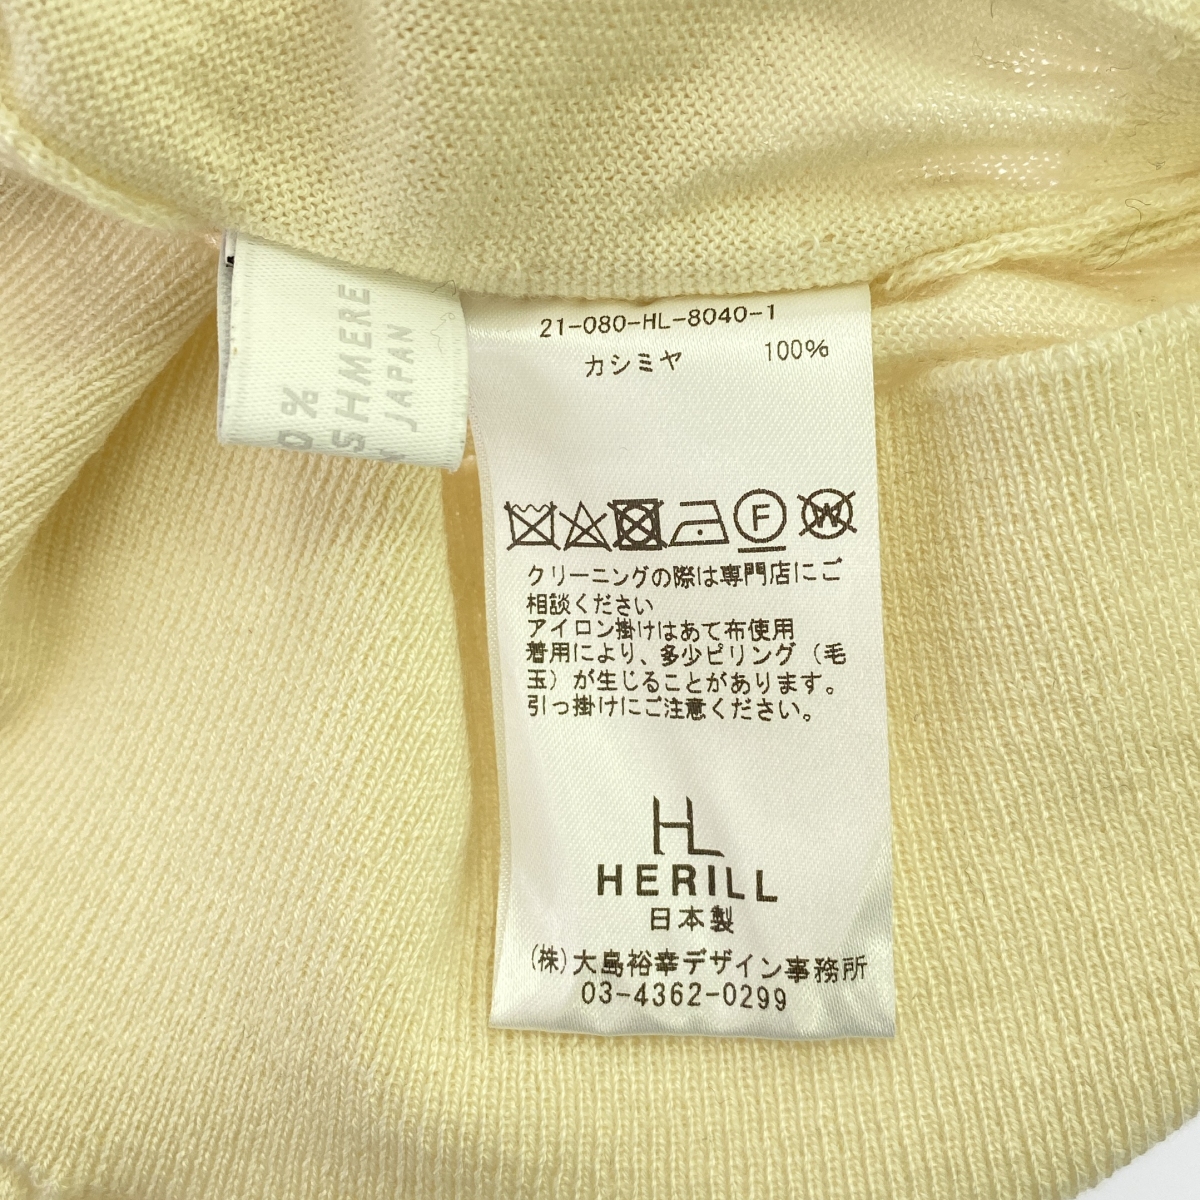 21-080-HL-8040-1
カシミヤ 100%
F
W
クリーニングの際は専門店にご
相談ください
アイロン掛けはあて布使用
着用により、多少ピリング（毛
玉）が生じることがあります。
引っ掛けにご注意ください。
HL
HERILL
日本製
(株)大島裕幸デザイン事務所
03-4362-0299
0%
SHMERE
JAPAN